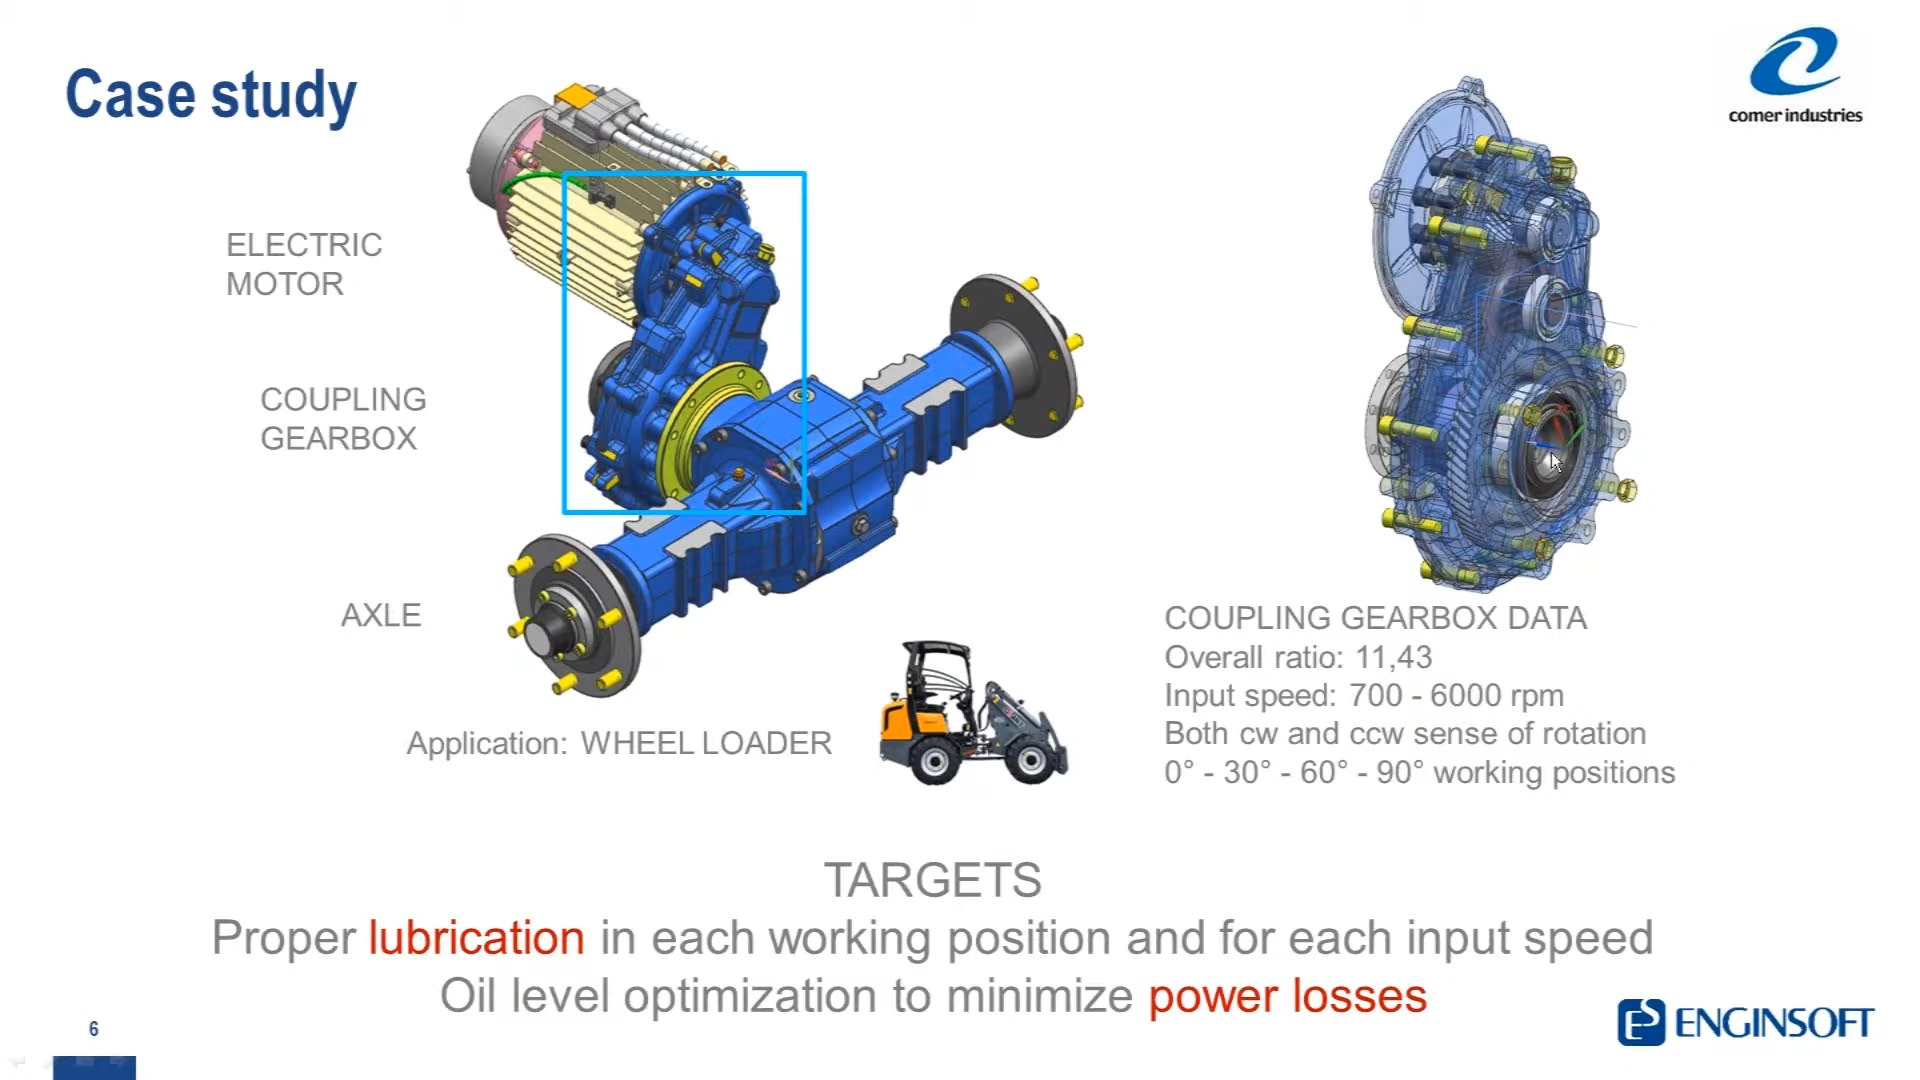 Case study
comer industries
ELECTRIC
MOTOR
COUPLING
GEARBOX
AXLE
Application: WHEEL LOADER
COUPLING GEARBOX DATA
Overall ratio: 11,43
Input speed: 700 - 6000 rpm
Both cw and ccw sense of rotation
0° - 30° - 60° - 90° working positions
TARGETS
Proper lubrication in each working position and for each input speed
Oil level optimization to minimize power losses
6
ES ENGINSOFT